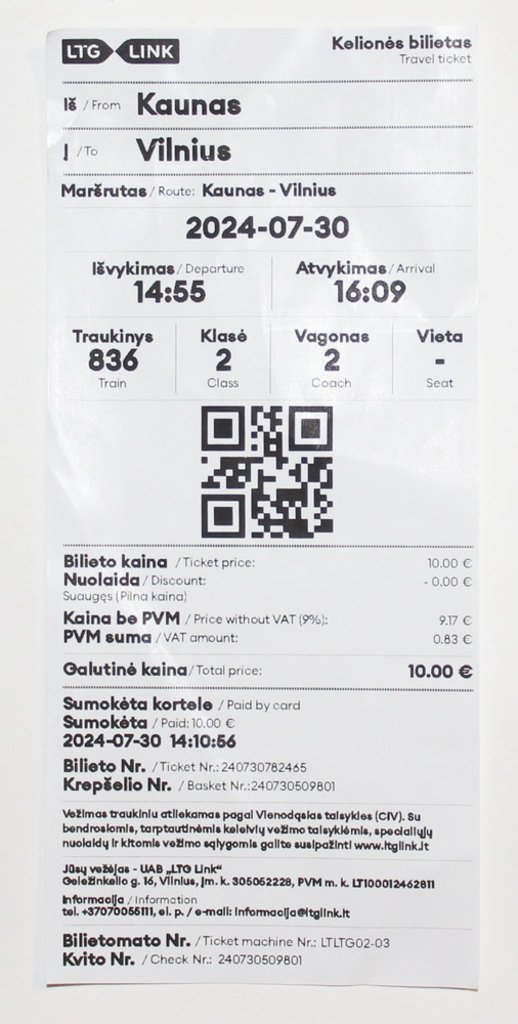 LTG LINK
Kelionės bilietas
Travel ticket
Iš / From Kaunas
Į / To Vilnius
Maršrutas / Route: Kaunas - Vilnius
2024-07-30
Išvykimas / Departure Atvykimas / Arrival
14:55 16:09
Traukinys Klasė Vagonas Vieta
836 2 2 -
Train Class Coach Seat
Bilieto kaina / Ticket price: 10.00 €
Nuolaida / Discount: - 0.00 €
Suaugęs (Pilna kaina)
Kaina be PVM / Price without VAT (9%): 9.17 €
PVM suma / VAT amount: 0.83 €
Galutinė kaina / Total price: 10.00 €
Sumokėta kortele / Paid by card
Sumokėta / Paid: 10.00 €
2024-07-30 14:10:56
Bilieto Nr. / Ticket Nr.: 240730782465
Krepšelio Nr. / Basket Nr.: 240730509801
Vežimas traukiniu atliekamas pagal Vienodąsias taisykles (CIV). Su
bendrosiomis, tarptautinėmis keleivių vežimo taisyklėmis, specialiųjų
nuolaidų ir kitomis vežimo sąlygomis galite susipažinti www.ltglink.lt
Jūsų vežėjas - UAB „LTG Link“
Geležinkelio g. 16, Vilnius, įm. k. 305052228, PVM m. k. LT100012462811
Informacija / Information
tel. +37070055111, el. p. / e-mail: informacija@ltglink.lt
Bilietomato Nr. / Ticket machine Nr.: LTLTG02-03
Kvito Nr. / Check Nr.: 240730509801